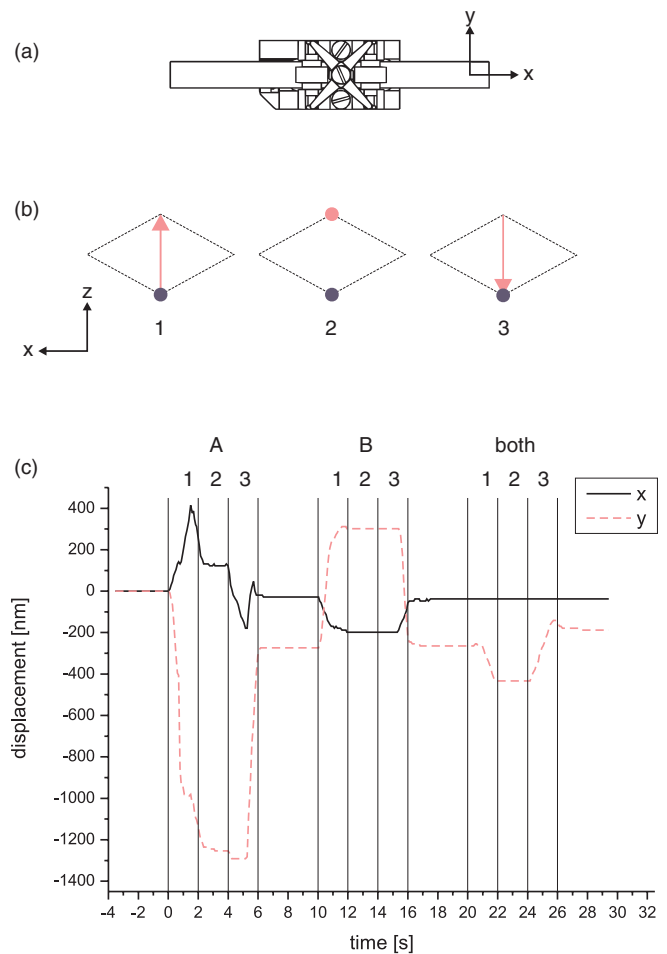 (a)
y
x
(b)
z
x
1
2
3
A B both
(c)
1 2 3 1 2 3 1 2 3
x
y
displacement [nm]
400
200
0
-200
-400
-600
-800
-1000
-1200
-1400
-4 -2 0 2 4 6 8 10 12 14 16 18 20 22 24 26 28 30 32
time [s]